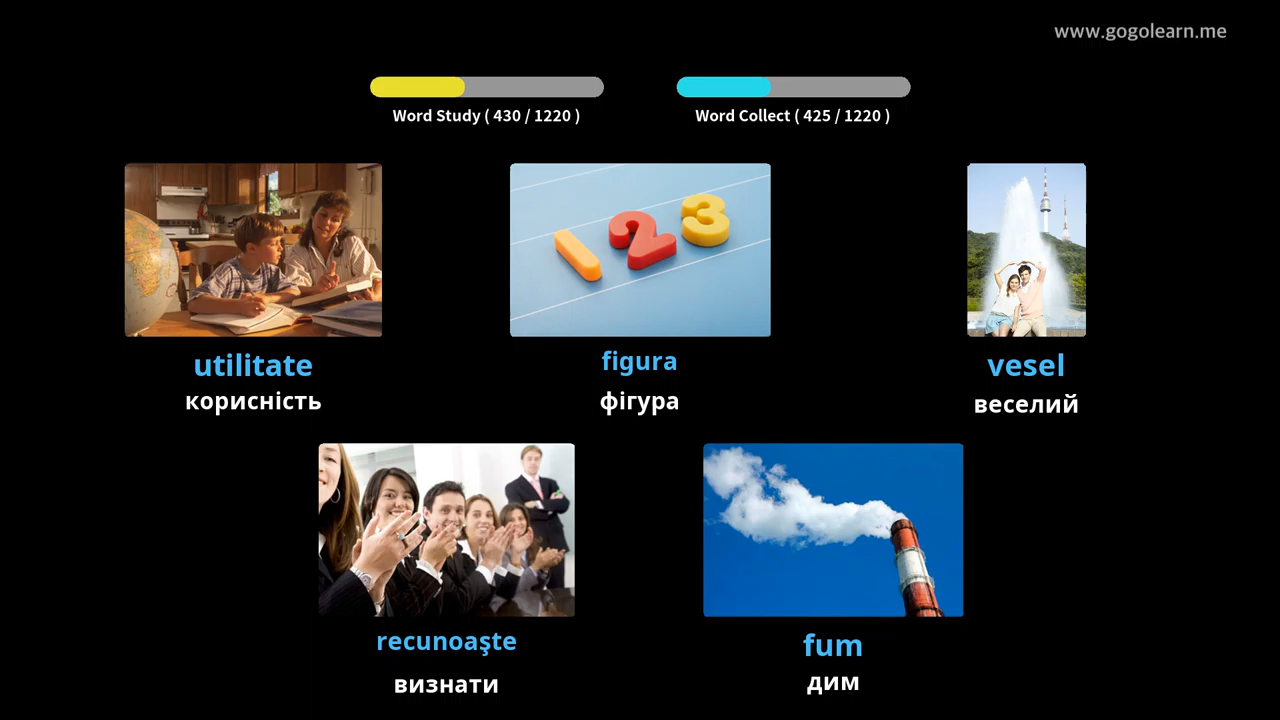 www.gogolearn.me
Word Study ( 430 / 1220 )
Word Collect ( 425 / 1220 )
utilitate
корисність
figura
фігура
vesel
веселий
recunoaşte
визнати
fum
дим